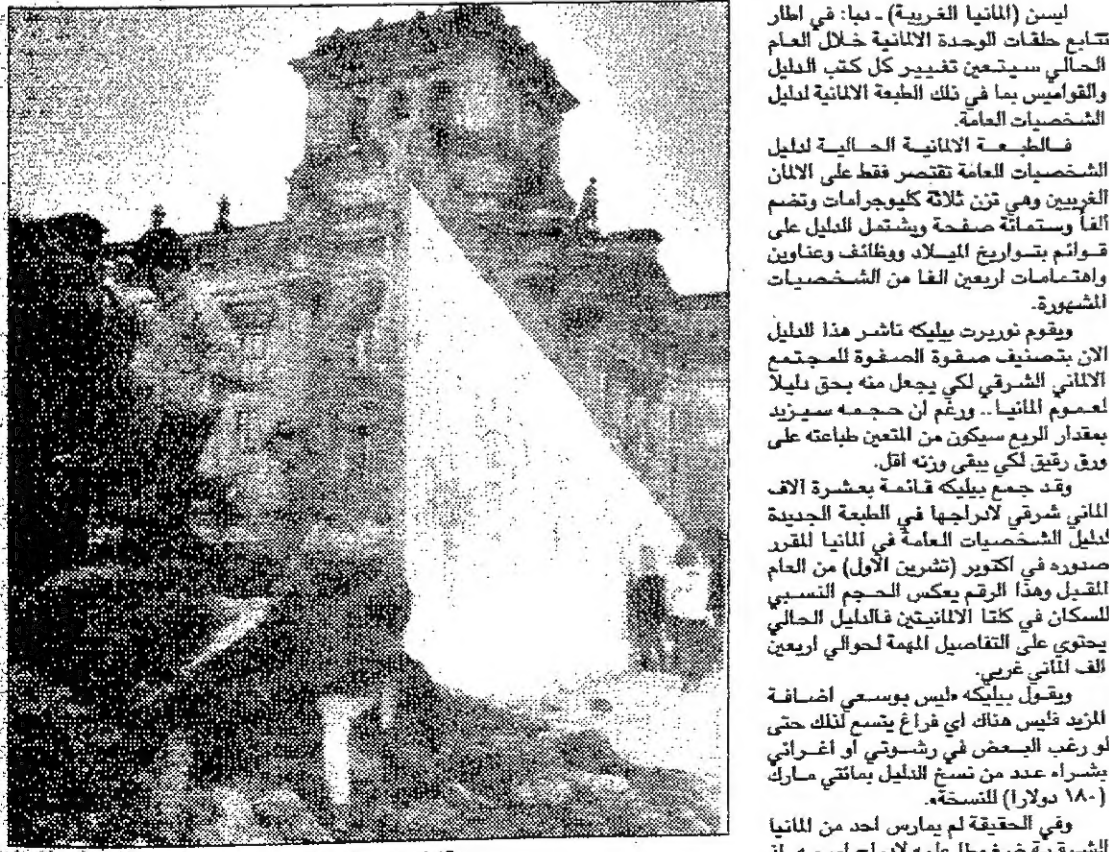 ليسن (المانيا الغربية) ـ دبا: في اطار
تتابع حلقات الوحدة الالمانية خلال العام
الحالي سيتعين تغيير كل كتب الدليل
والقواميس بما في ذلك الطبعة الالمانية لدليل
الشخصيات العامة.
فالطبعة الالمانية الحالية لدليل
الشخصيات العامة تقتصر فقط على الالمان
الغربيين وهي تزن ثلاثة كليوجرامات وتضم
ألفاً وستمائة صفحة ويشتمل الدليل على
قوائم بتواريخ الميلاد ووظائف وعناوين
واهتمامات اربعين الفا من الشخصيات
المشهورة.
ويقوم نوربرت بيليكه ناشر هذا الدليل
الان بتصنيف صفوة الصفوة للمجتمع
الالماني الشرقي لكي يجعل منه بحق دليلا
لعموم المانيا.. ورغم ان حجمه سيزيد
بمقدار الربع سيكون من المتعين طباعته على
ورق رقيق لكي يبقى وزنه اقل.
وقد جمع بيليكه قائمة بعشرة الاف
الماني شرقي لادراجها في الطبعة الجديدة
لدليل الشخصيات العامة في المانيا المقرر
صدوره في اكتوبر (تشرين الأول) من العام
المقبل وهذا الرقم يعكس الحجم النسبي
للسكان في كلتا الالمانيتين فالدليل الحالي
يحتوي على التفاصيل المهمة لحوالي اربعين
الف الماني غربي.
ويقول بيليكه «ليس بوسعي اضافة
المزيد فليس هناك اي فراغ يتسع لذلك حتى
لو رغب البعض في رشوتي او اغرائي
بشراء عدد من نسخ الدليل بمائتي مارك
(١٨٠ دولارا) للنسخة».
وفي الحقيقة لم يمارس احد من المانيا